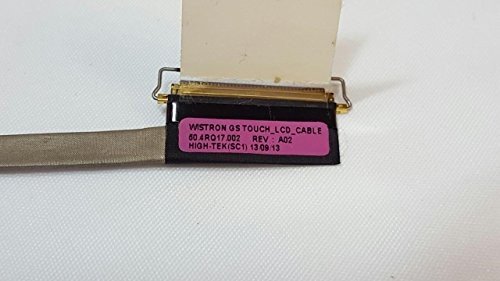 WISTRON GS TOUCH_LCD_CABLE
50.4RQ17.002 REV : A02
HIGH-TEK(SC1) 13 09 13